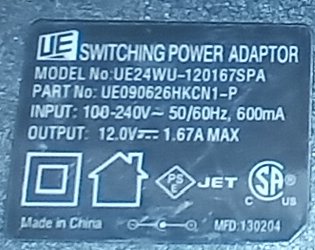 UE SWITCHING POWER ADAPTOR
MODEL No:UE24WU-120167SPA
PART No: UE090626HKCN1-P
INPUT: 100-240V~ 50/60Hz, 600mA
OUTPUT: 12.0V⎓ 1.67A MAX
PS E JET SA C US
Made in China MFD:130204